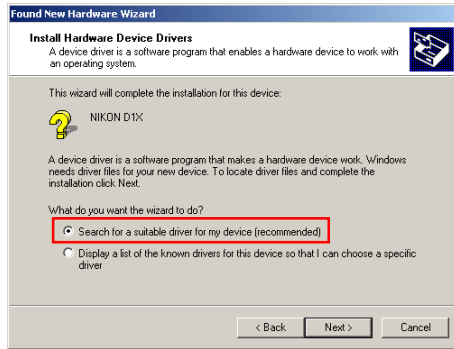 Found New Hardware Wizard
Install Hardware Device Drivers
A device driver is a software program that enables a hardware device to work with
an operating system.
This wizard will complete the installation for this device:
NIKON D1X
A device driver is a software program that makes a hardware device work. Windows
needs driver files for your new device. To locate driver files and complete the
installation click Next.
What do you want the wizard to do?
Search for a suitable driver for my device (recommended)
Display a list of the known drivers for this device so that I can choose a specific
driver
< Back Next > Cancel